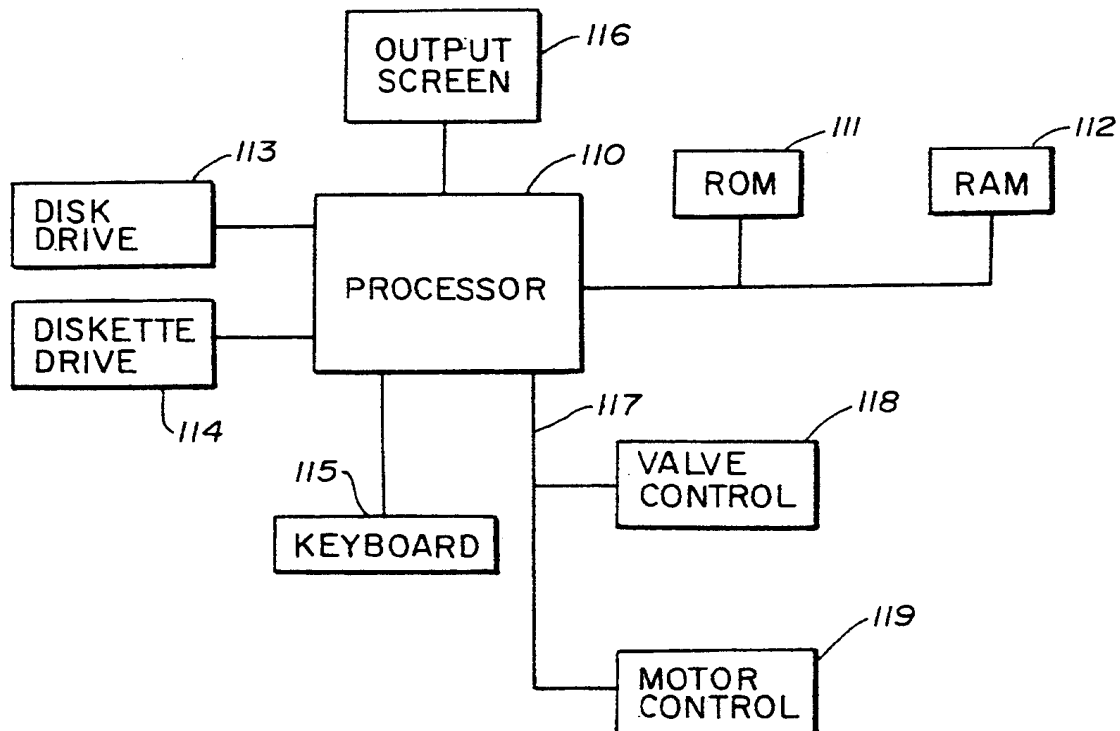 OUTPUT
SCREEN
116
113
110
111
112
DISK
DRIVE
ROM
RAM
PROCESSOR
DISKETTE
DRIVE
114
117
118
115
VALVE
CONTROL
KEYBOARD
119
MOTOR
CONTROL